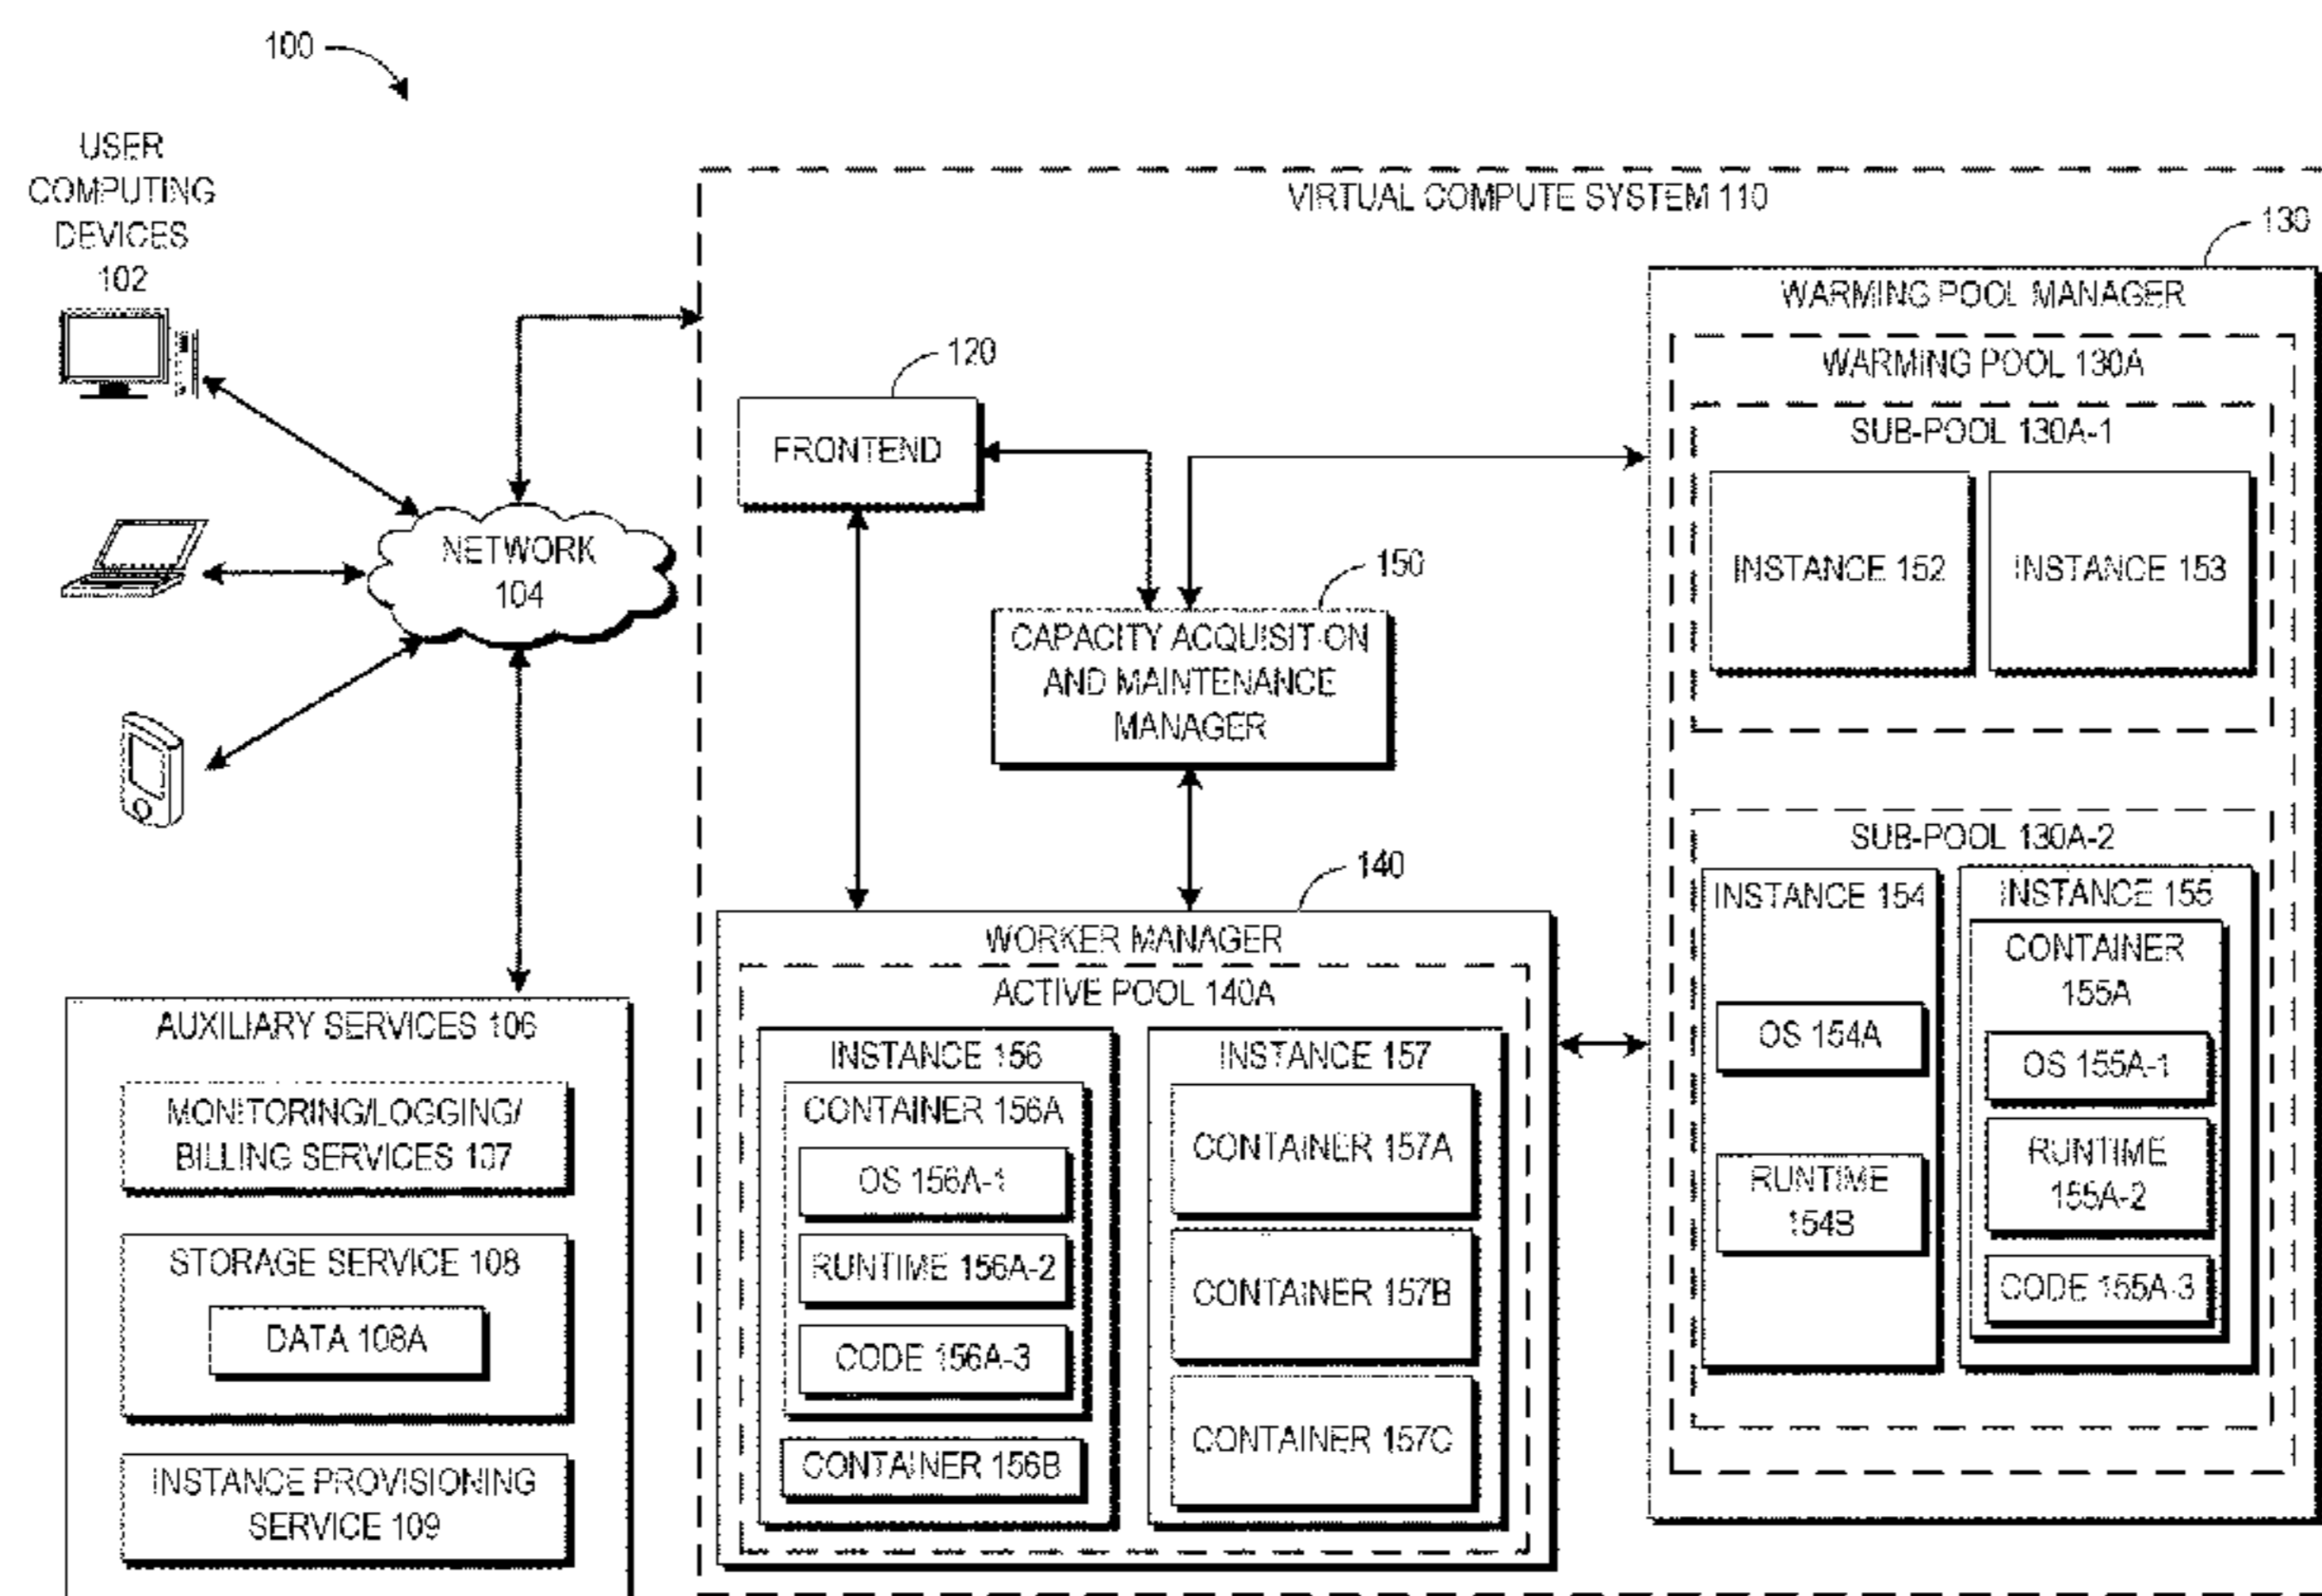 100
USER
COMPUTING
DEVICES
102
VIRTUAL COMPUTE SYSTEM 110
130
WARMING POOL MANAGER
WARMING POOL 130A
120
SUB-POOL 130A-1
FRONTEND
NETWORK
104
INSTANCE 152
INSTANCE 153
150
CAPACITY ACQUISITION
AND MAINTENANCE
MANAGER
SUB-POOL 130A-2
140
INSTANCE 154
OS 154A
RUNTIME
154B
INSTANCE 155
CONTAINER
155A
OS 155A-1
RUNTIME
155A-2
CODE 155A-3
WORKER MANAGER
ACTIVE POOL 140A
INSTANCE 156
CONTAINER 156A
OS 156A-1
RUNTIME 156A-2
CODE 156A-3
CONTAINER 156B
INSTANCE 157
CONTAINER 157A
CONTAINER 157B
CONTAINER 157C
AUXILIARY SERVICES 106
MONITORING/LOGGING/
BILLING SERVICES 107
STORAGE SERVICE 108
DATA 108A
INSTANCE PROVISIONING
SERVICE 109